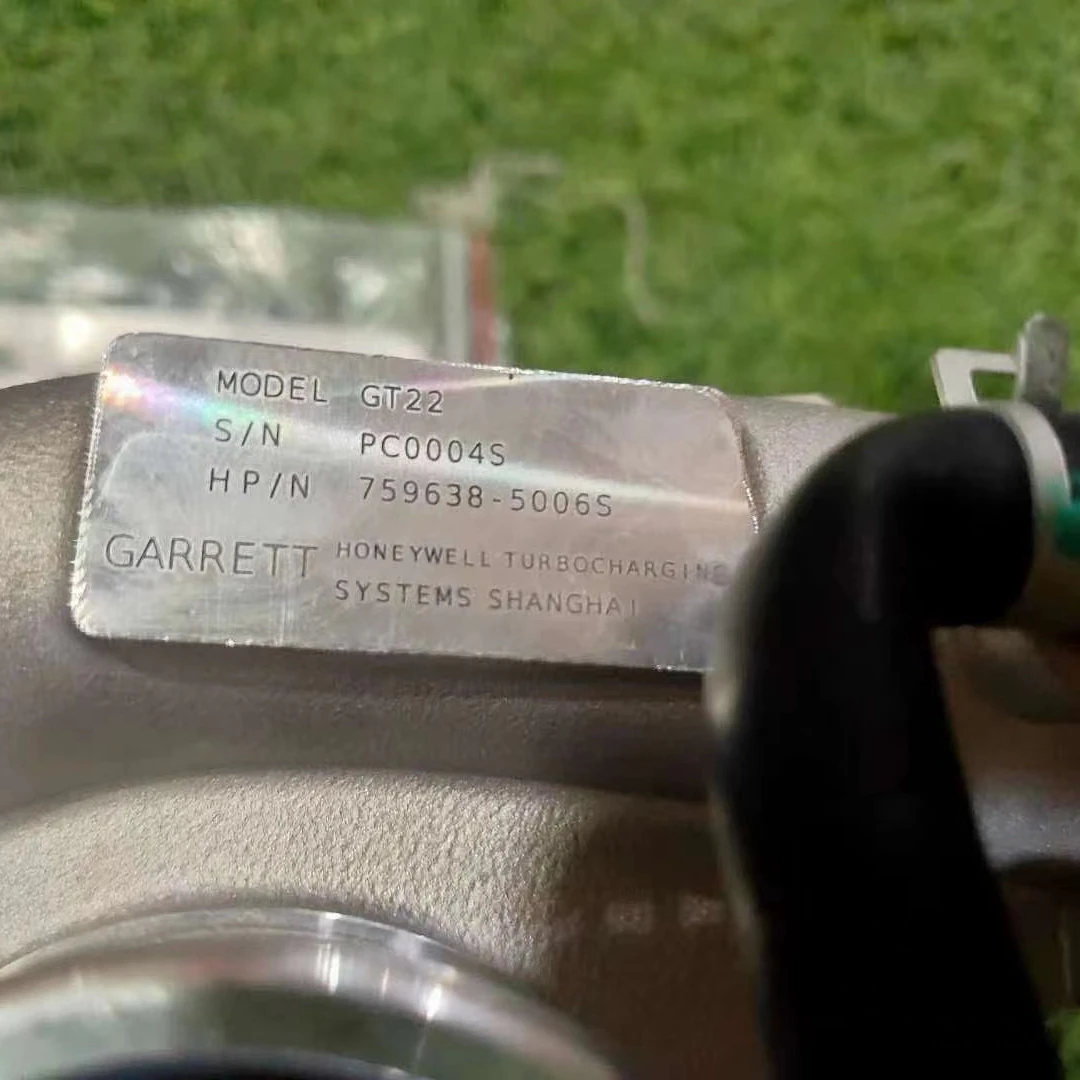 MODEL GT22
S/N PC0004S
HP/N 759638-5006S
GARRETT HONEYWELL TURBOCHARGING
SYSTEMS SHANGHAI